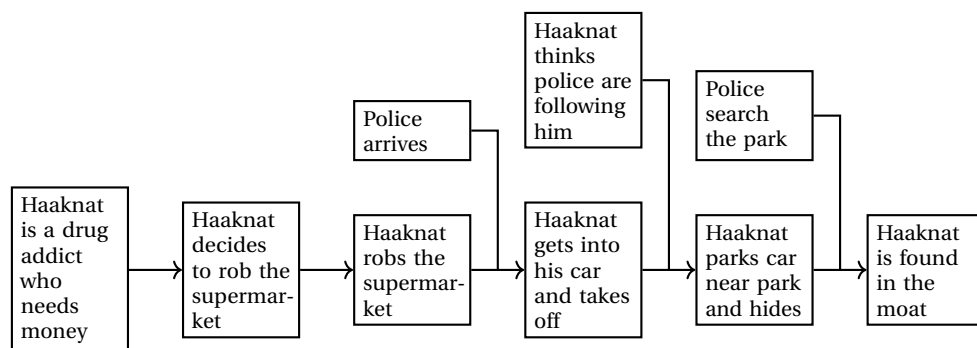 Haaknat
thinks
police are
following
him
Police
search
the park
Police
arrives
Haaknat
is a drug
addict
who
needs
money
Haaknat
decides
to rob the
supermar-
ket
Haaknat
robs the
supermar-
ket
Haaknat
gets into
his car
and takes
off
Haaknat
parks car
near park
and hides
Haaknat
is found
in the
moat